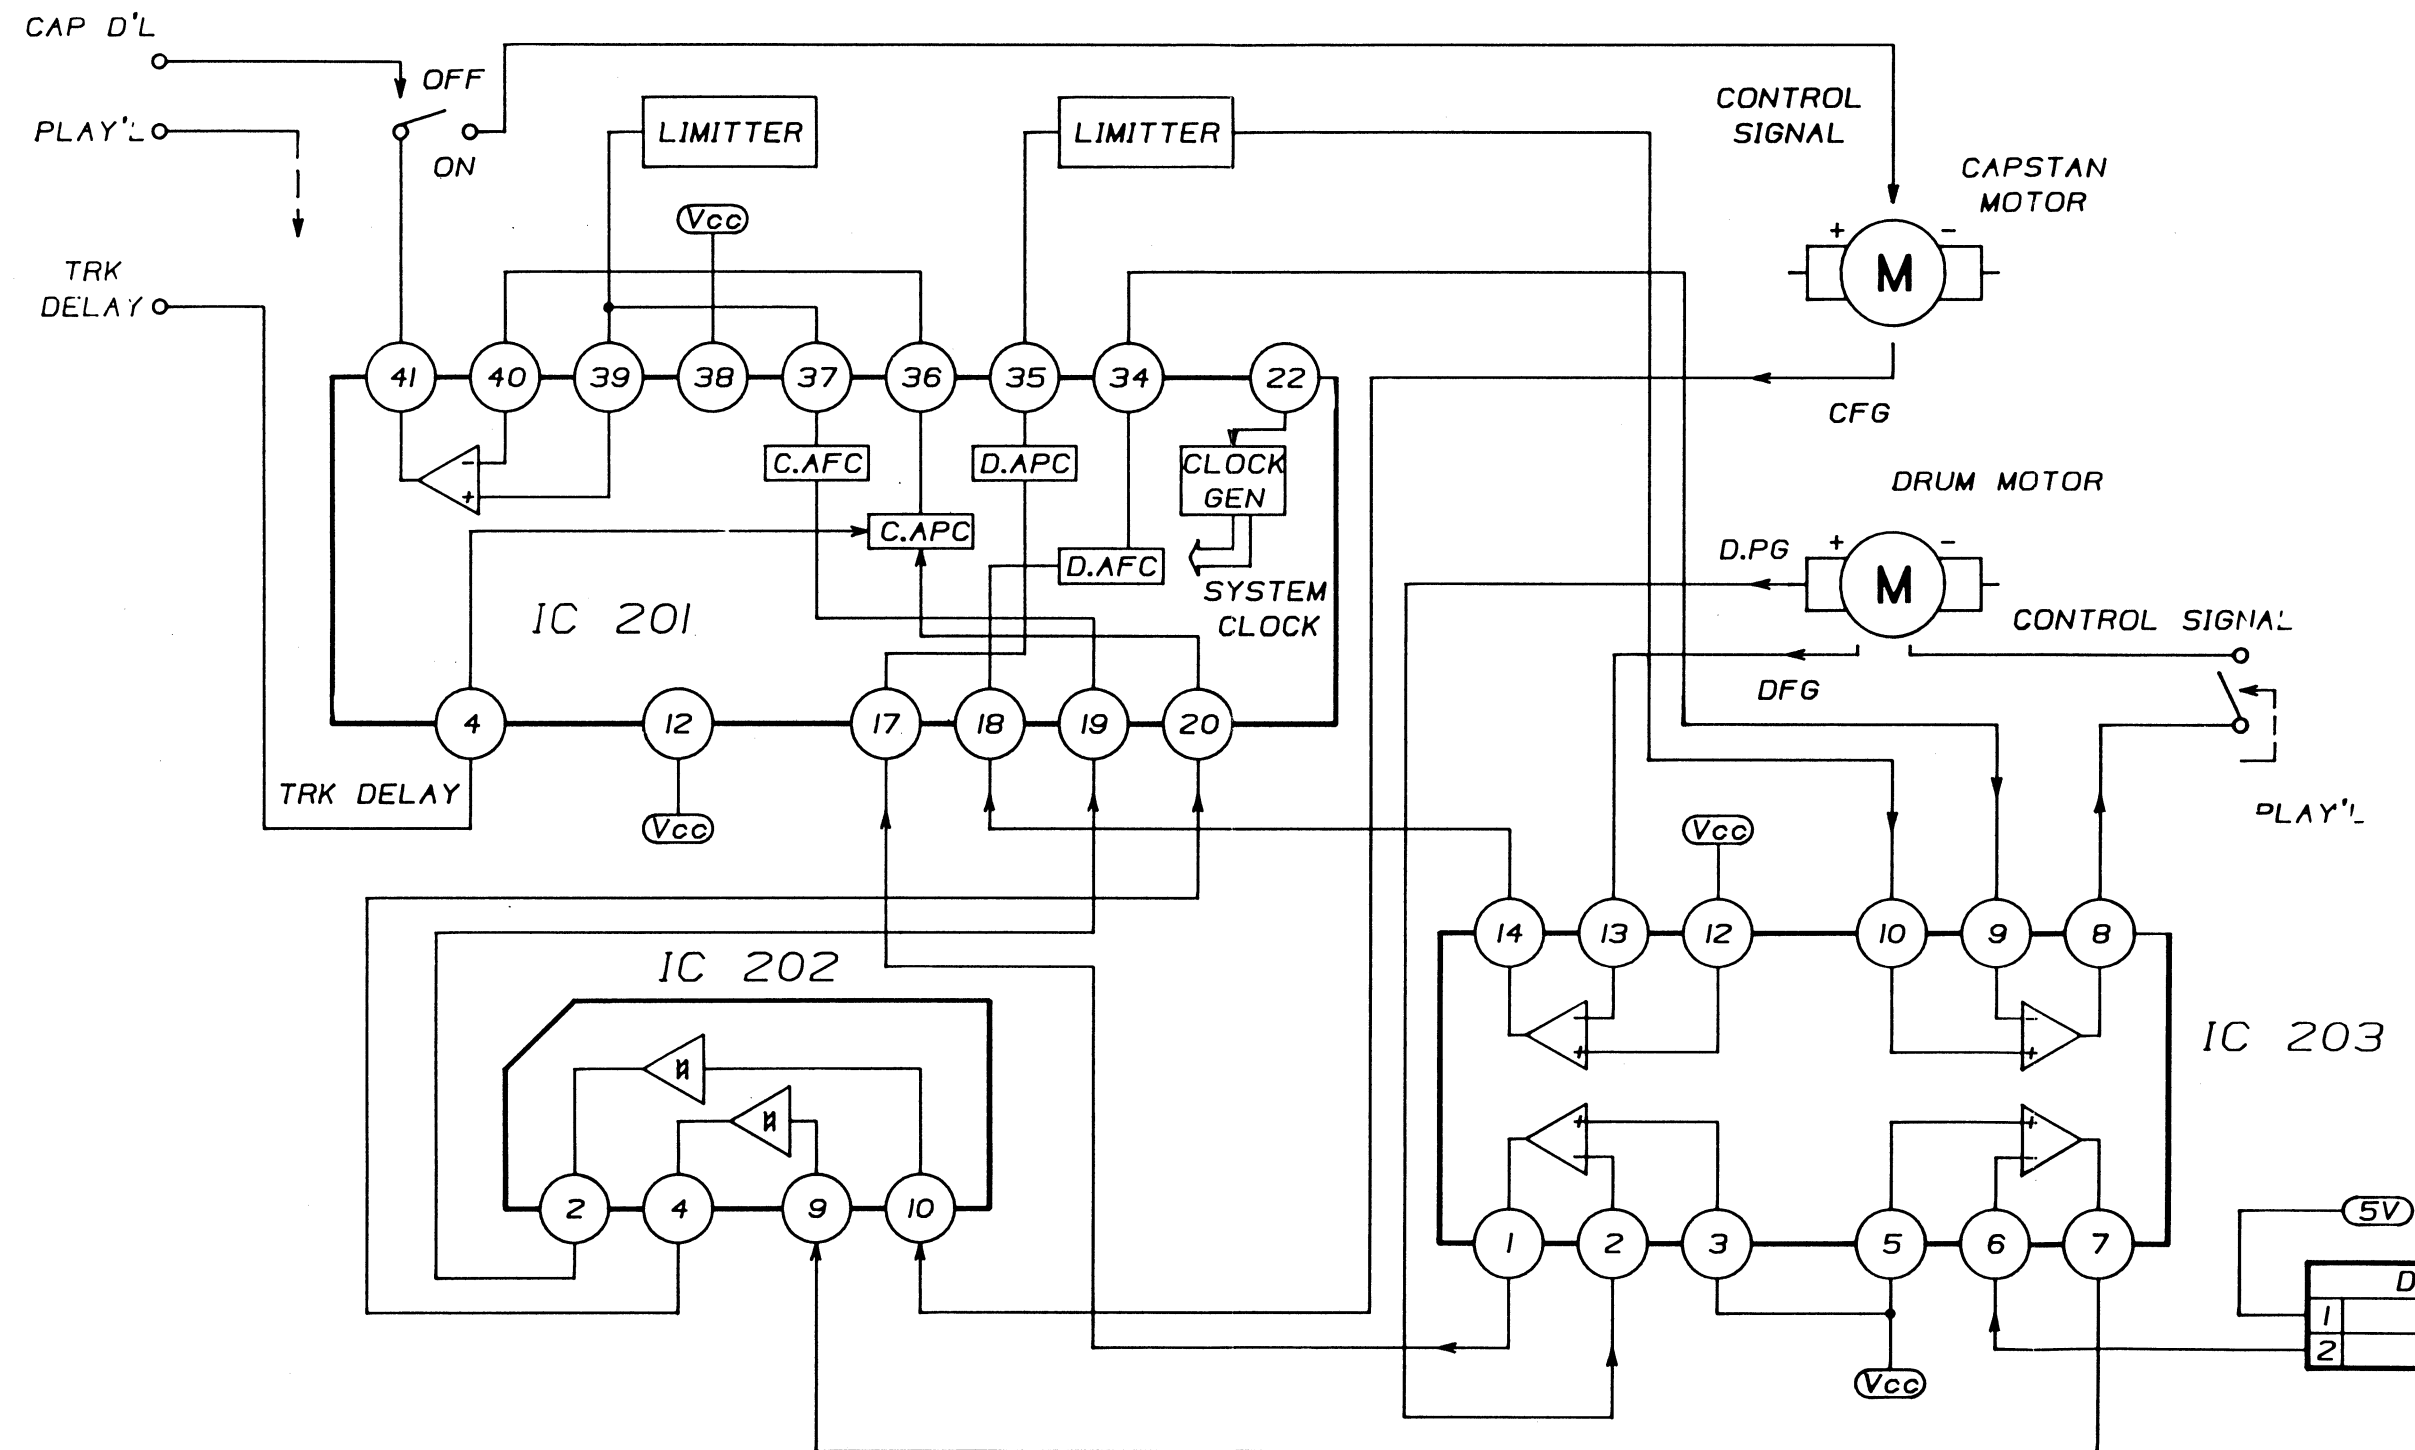 CAP D'L
OFF
PLAY'L
ON
LIMITTER
LIMITTER
CONTROL
SIGNAL
CAPSTAN
MOTOR
Vcc
+
-
M
TRK
DELAY
41
40
39
38
37
36
35
34
22
CFG
-
+
C.AFC
D.APC
CLOCK
GEN
C.APC
D.AFC
SYSTEM
CLOCK
IC 201
DRUM MOTOR
D.PG
+
-
M
CONTROL SIGNAL
DFG
4
12
17
18
19
20
TRK DELAY
Vcc
PLAY'L
Vcc
14
13
12
10
9
8
IC 202
-
+
-
+
IC 203
+
-
+
-
2
4
9
10
1
2
3
5
6
7
5V
D
1
2
Vcc